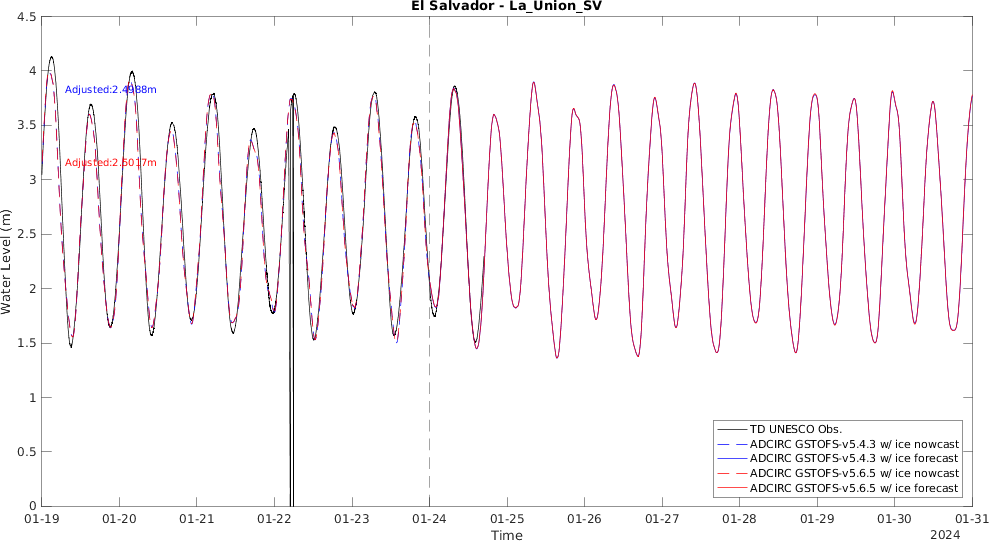 El Salvador - La_Union_SV
4.5
4
3.5
3
2.5
2
1.5
1
0.5
0
Water Level (m)
Adjusted:2.4988m
Adjusted:2.5017m
TD UNESCO Obs.
ADCIRC GSTOFS-v5.4.3 w/ ice nowcast
ADCIRC GSTOFS-v5.4.3 w/ ice forecast
ADCIRC GSTOFS-v5.6.5 w/ ice nowcast
ADCIRC GSTOFS-v5.6.5 w/ ice forecast
01-19 01-20 01-21 01-22 01-23 01-24 01-25 01-26 01-27 01-28 01-29 01-30 01-31
Time
2024